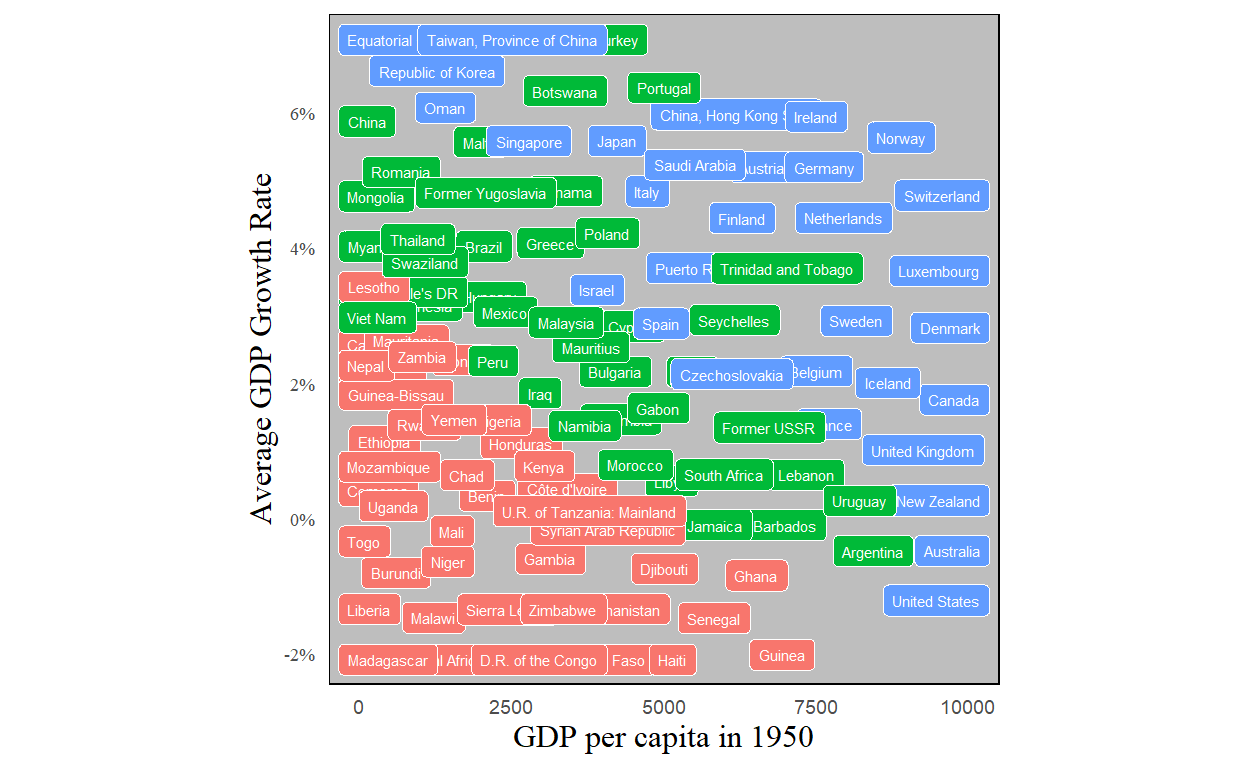 Equatorial
Taiwan, Province of China
Republic of Korea
Botswana
Portugal
Oman
China, Hong Kong
Ireland
6%
China
Norway
Singapore
Japan
Saudi Arabia
Germany
Romania
Mongolia
Former Yugoslavia
Italy
Switzerland
Finland
Netherlands
Poland
Thailand
4%
Brazil
Greece
Swaziland
Puerto
Trinidad and Tobago
Luxembourg
Lesotho
Israel
Viet Nam
Mexico
Malaysia
Spain
Seychelles
Sweden
Denmark
Mauritius
Zambia
Nepal
Peru
Bulgaria
Czechoslovakia
Belgium
2%
Iceland
Guinea-Bissau
Iraq
Canada
Gabon
Yemen
Namibia
Former USSR
Ethiopia
Honduras
United Kingdom
Mozambique
Chad
Kenya
Morocco
South Africa
Lebanon
Côte d'Ivoire
Uganda
U.R. of Tanzania: Mainland
Uruguay
New Zealand
0%
Togo
Mali
Syrian Arab Republic
Jamaica
Barbados
Argentina
Australia
Burundi
Niger
Gambia
Djibouti
Ghana
Liberia
Malawi
Sierra
Zimbabwe
Senegal
United States
-2%
Madagascar
D.R. of the Congo
Faso
Haiti
Guinea
Average GDP Growth Rate
0 2500 5000 7500 10000
GDP per capita in 1950